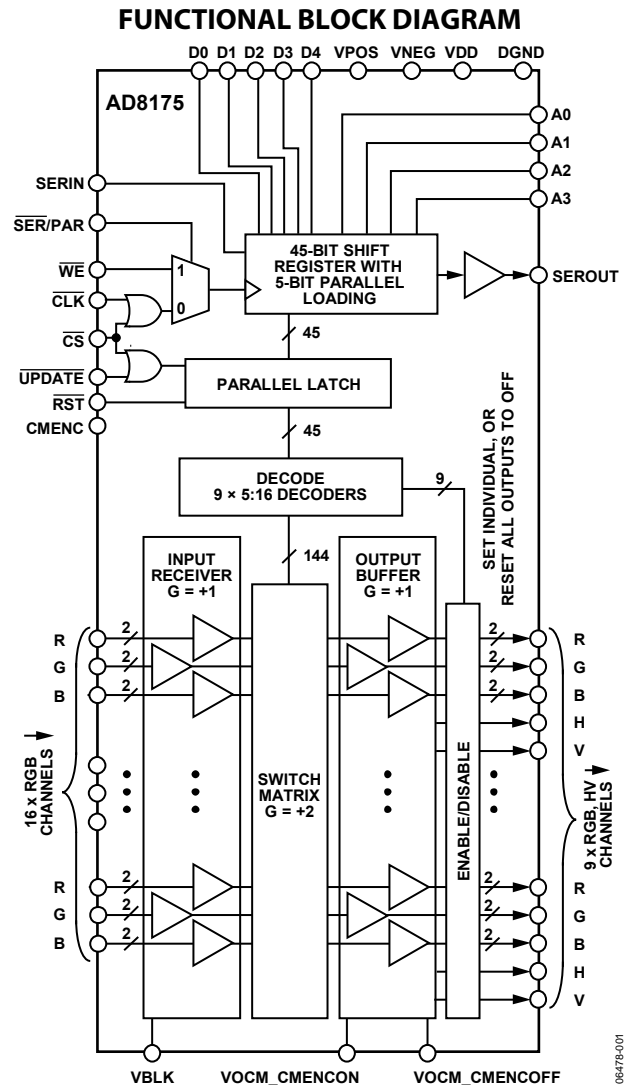 FUNCTIONAL BLOCK DIAGRAM
D0 D1 D2 D3 D4 VPOS VNEG VDD DGND
AD8175
A0
A1
A2
A3
SERIN
SER/PAR
WE
CLK
CS
UPDATE
RST
CMENC
1
0
45-BIT SHIFT
REGISTER WITH
5-BIT PARALLEL
LOADING
SEROUT
45
PARALLEL LATCH
45
DECODE
9 × 5:16 DECODERS
9
SET INDIVIDUAL, OR
RESET ALL OUTPUTS TO OFF
144
INPUT
RECEIVER
G = +1
OUTPUT
BUFFER
G = +1
SWITCH
MATRIX
G = +2
ENABLE/DISABLE
R 2 2 R
G 2 2 G
B 2 2 B
H
V
16 x RGB
CHANNELS
9 x RGB, HV
CHANNELS
R 2 2 R
G 2 2 G
B 2 2 B
H
V
VBLK VOCM_CMENCON VOCM_CMENCOFF
06478-001